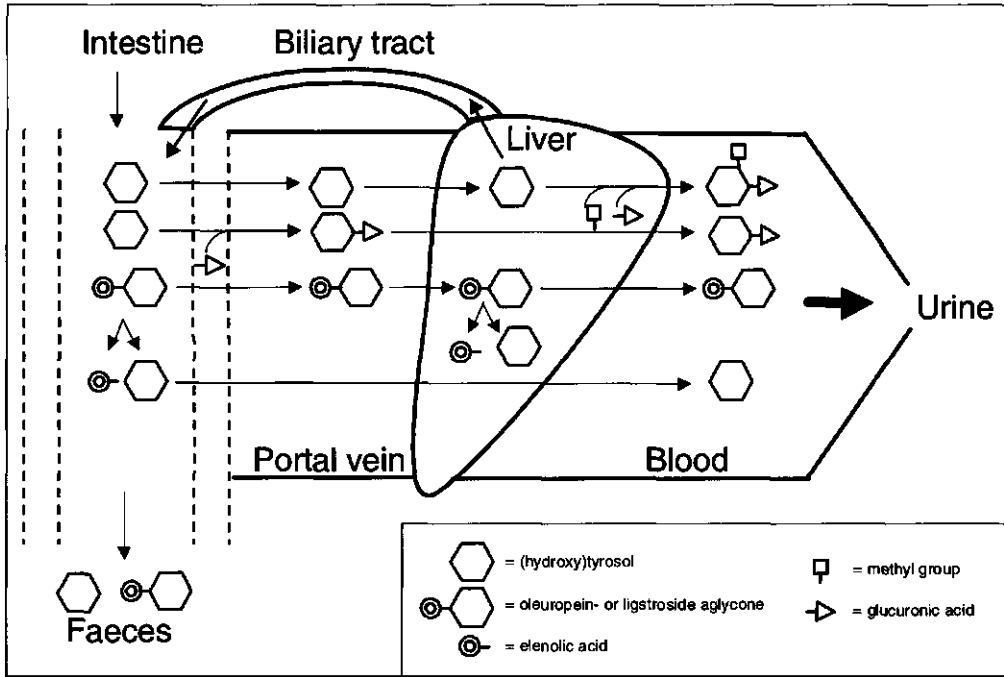 Intestine
Biliary tract
Liver
Urine
Portal vein
Blood
Faeces
= (hydroxy)tyrosol
= oleuropein- or ligstroside aglycone
= elenolic acid
= methyl group
= glucuronic acid